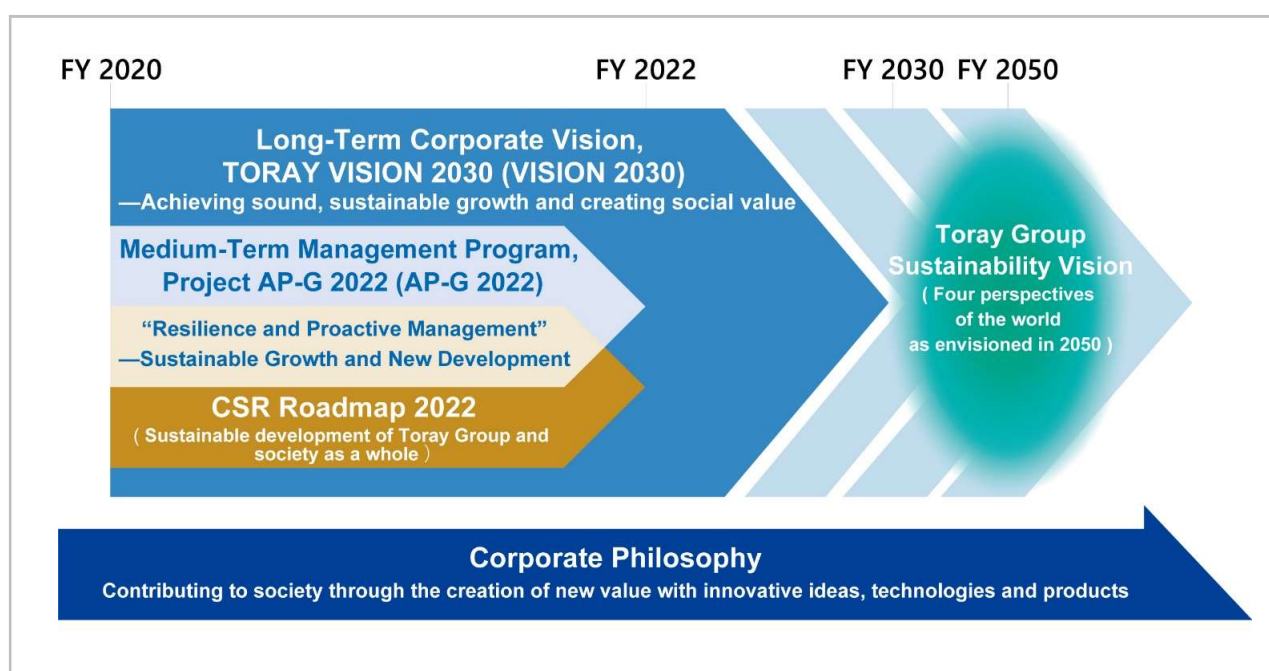 FY 2020
FY 2022
FY 2030
FY 2050
Long-Term Corporate Vision,
TORAY VISION 2030 (VISION 2030)
—Achieving sound, sustainable growth and creating social value
Medium-Term Management Program,
Project AP-G 2022 (AP-G 2022)
“Resilience and Proactive Management”
—Sustainable Growth and New Development
CSR Roadmap 2022
( Sustainable development of Toray Group and
society as a whole )
Toray Group
Sustainability Vision
( Four perspectives
of the world
as envisioned in 2050 )
Corporate Philosophy
Contributing to society through the creation of new value with innovative ideas, technologies and products